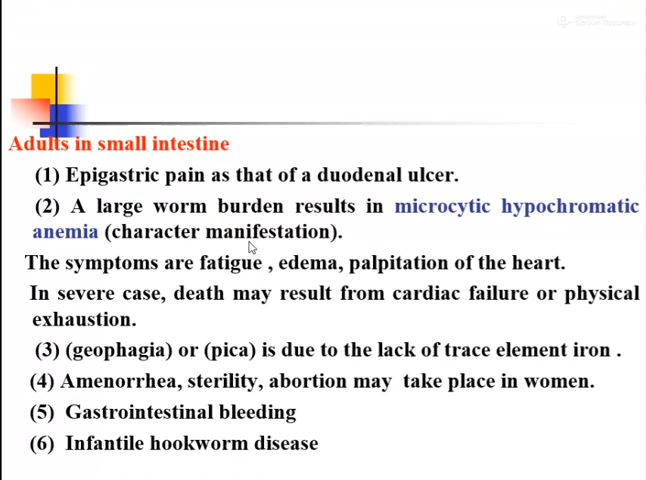 Adults in small intestine
(1) Epigastric pain as that of a duodenal ulcer.
(2) A large worm burden results in microcytic hypochromatic
anemia (character manifestation).
The symptoms are fatigue , edema, palpitation of the heart.
In severe case, death may result from cardiac failure or physical
exhaustion.
(3) (geophagia) or (pica) is due to the lack of trace element iron .
(4) Amenorrhea, sterility, abortion may take place in women.
(5) Gastrointestinal bleeding
(6) Infantile hookworm disease